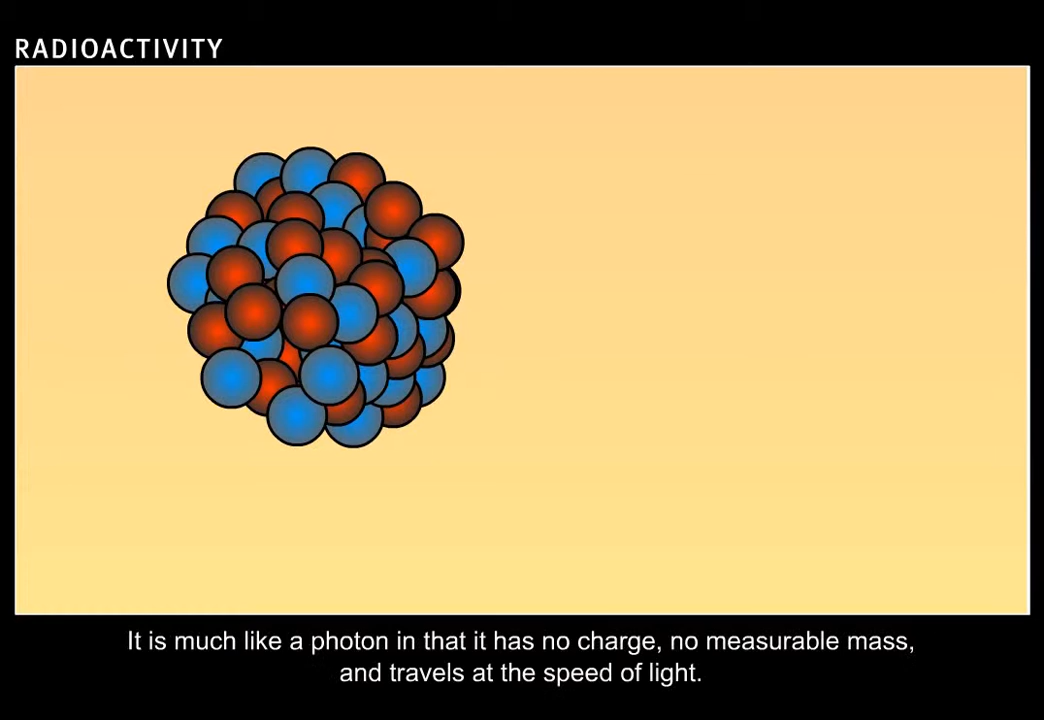 RADIOACTIVITY
It is much like a photon in that it has no charge, no measurable mass,
and travels at the speed of light.